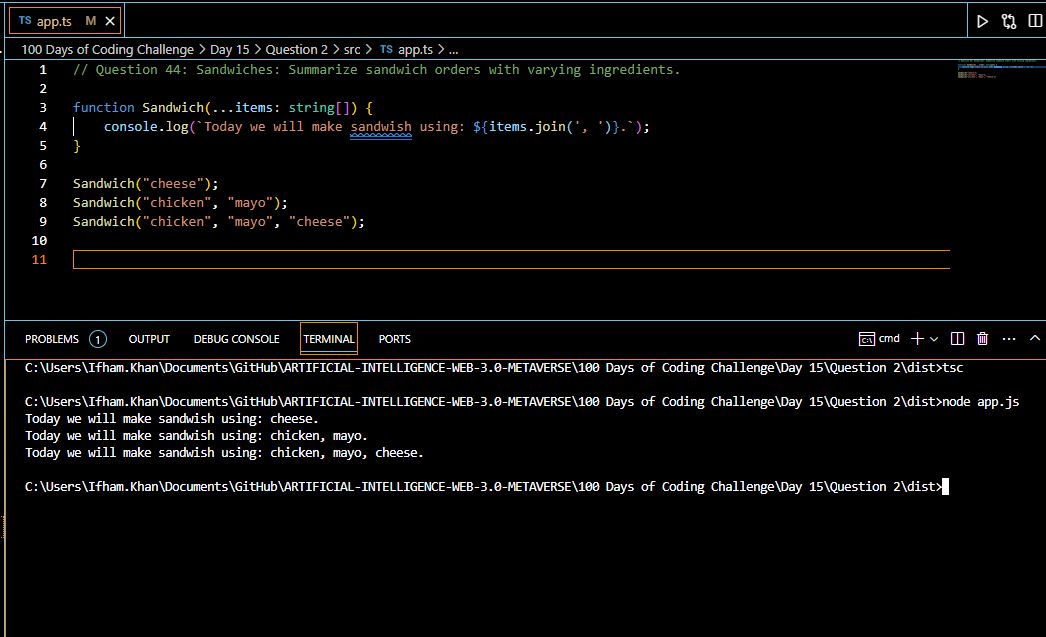 TS app.ts M
100 Days of Coding Challenge > Day 15 > Question 2 > src > TS app.ts > ...
1 // Question 44: Sandwiches: Summarize sandwich orders with varying ingredients.
2
3 function Sandwich(...items: string[]) {
4 console.log(`Today we will make sandwish using: ${items.join(', ')}.`);
5 }
6
7 Sandwich("cheese");
8 Sandwich("chicken", "mayo");
9 Sandwich("chicken", "mayo", "cheese");
10
11
PROBLEMS 1 OUTPUT DEBUG CONSOLE TERMINAL PORTS cmd
C:\Users\Ifham.Khan\Documents\GitHub\ARTIFICIAL-INTELLIGENCE-WEB-3.0-METAVERSE\100 Days of Coding Challenge\Day 15\Question 2\dist>tsc
C:\Users\Ifham.Khan\Documents\GitHub\ARTIFICIAL-INTELLIGENCE-WEB-3.0-METAVERSE\100 Days of Coding Challenge\Day 15\Question 2\dist>node app.js
Today we will make sandwish using: cheese.
Today we will make sandwish using: chicken, mayo.
Today we will make sandwish using: chicken, mayo, cheese.
C:\Users\Ifham.Khan\Documents\GitHub\ARTIFICIAL-INTELLIGENCE-WEB-3.0-METAVERSE\100 Days of Coding Challenge\Day 15\Question 2\dist>